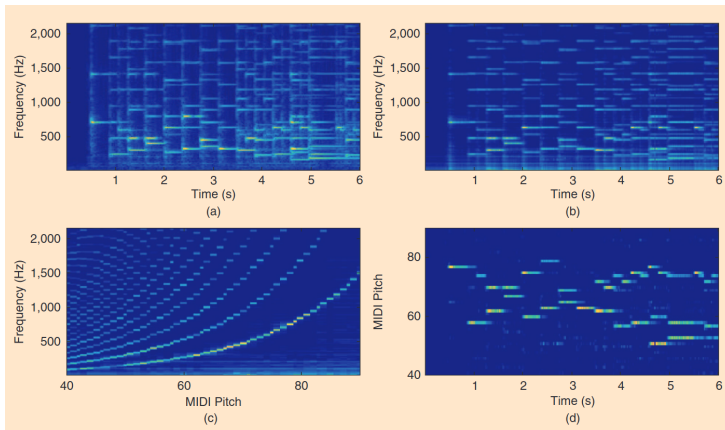 2,000
1,500
1,000
500
Frequency (Hz)
1 2 3 4 5 6
Time (s)
(a)
2,000
1,500
1,000
500
Frequency (Hz)
1 2 3 4 5 6
Time (s)
(b)
2,000
1,500
1,000
500
Frequency (Hz)
40 60 80
MIDI Pitch
(c)
80
60
40
MIDI Pitch
1 2 3 4 5 6
Time (s)
(d)